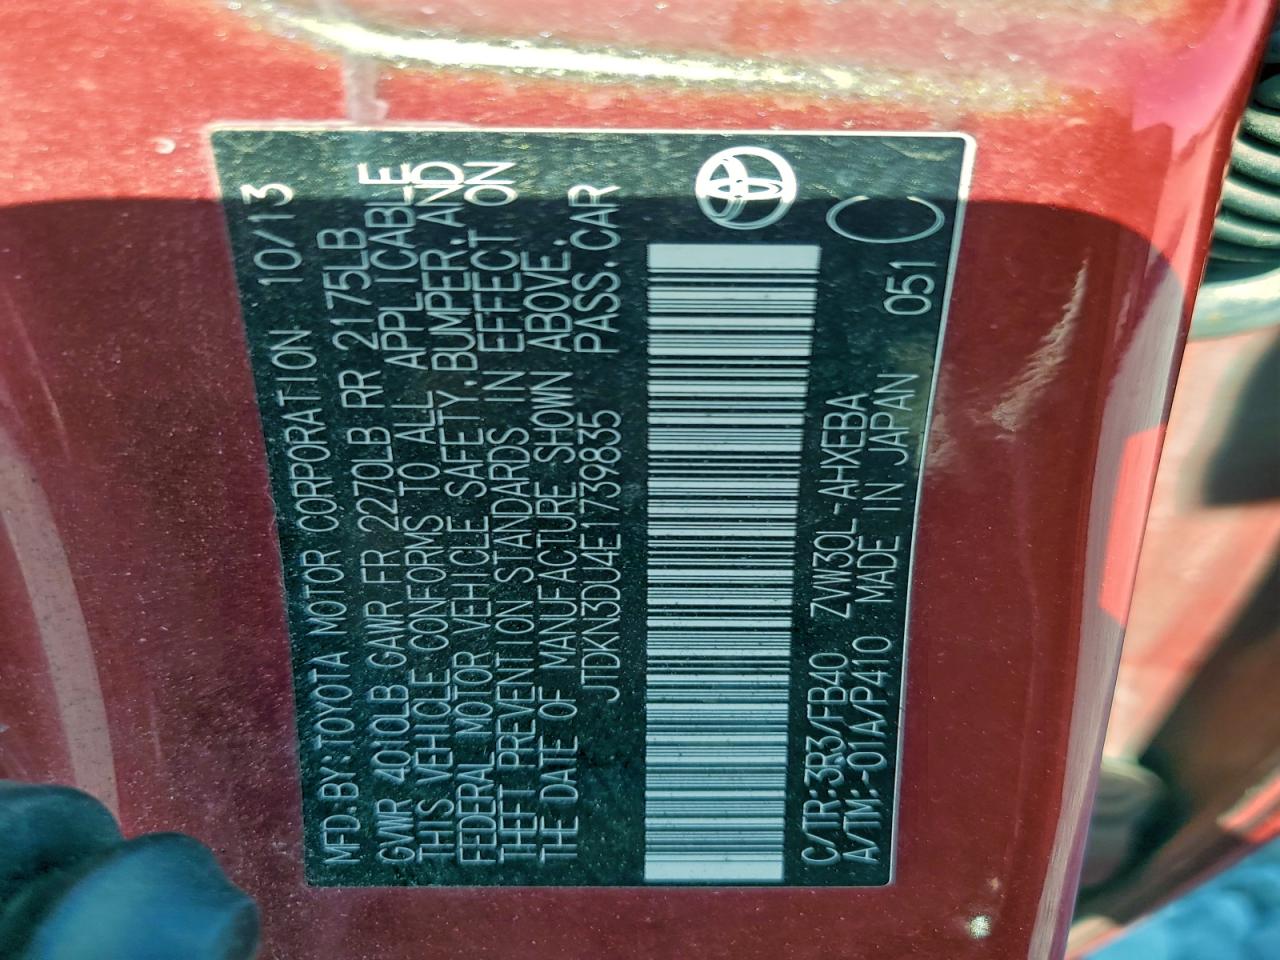 MFD.BY:TOYOTA MOTOR CORPORATION 10/13
GVWR 4010LB GAWR FR 2270LB RR 2175LB
THIS VEHICLE CONFORMS TO ALL APPLICABLE
FEDERAL MOTOR VEHICLE SAFETY,BUMPER,AND
THEFT PREVENTION STANDARDS IN EFFECT ON
THE DATE OF MANUFACTURE SHOWN ABOVE.
JTDKN3DU4E1739835 PASS.CAR
C/TR:3R3/FB40 ZVW30L-AHXEBA
A/TM:-01A/P410 MADE IN JAPAN 051